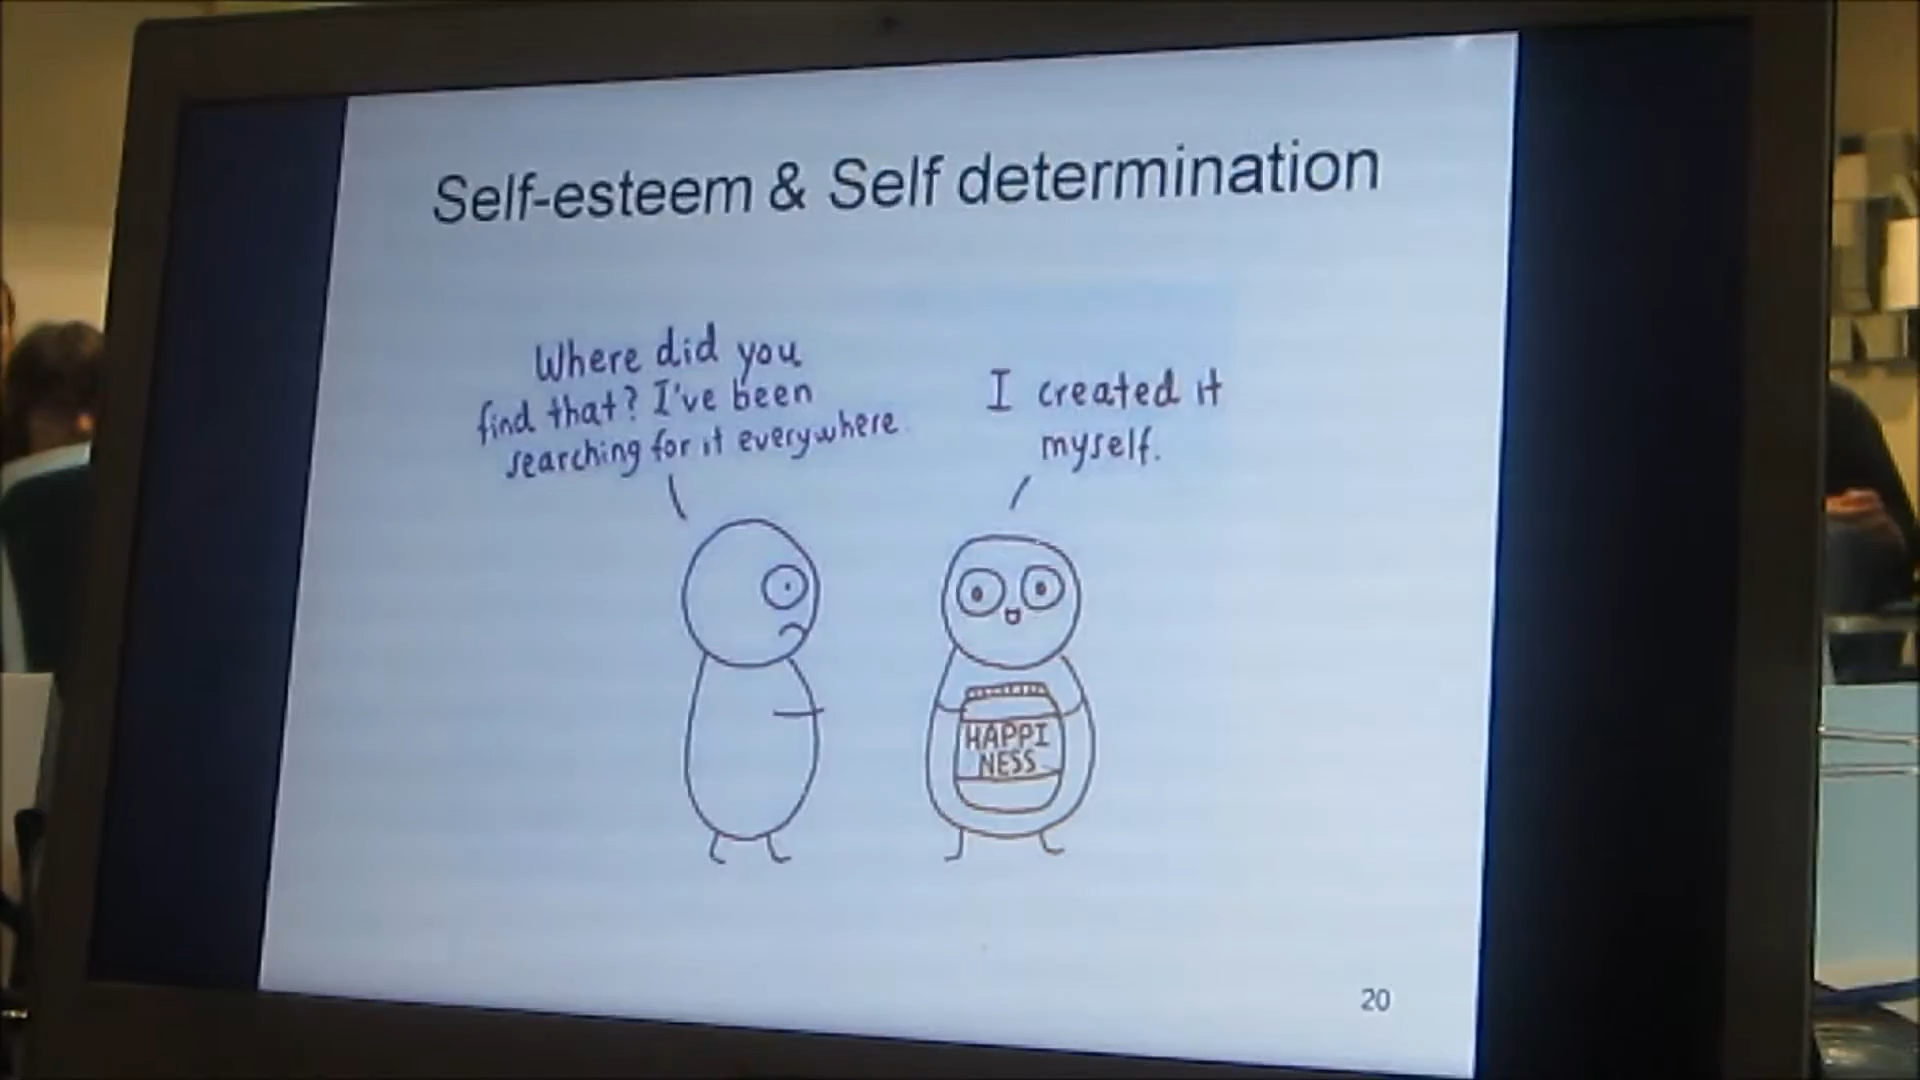 Self-esteem & Self determination
Where did you
find that? I've been
searching for it everywhere.
I created it
myself.
HAPPI
NESS
20